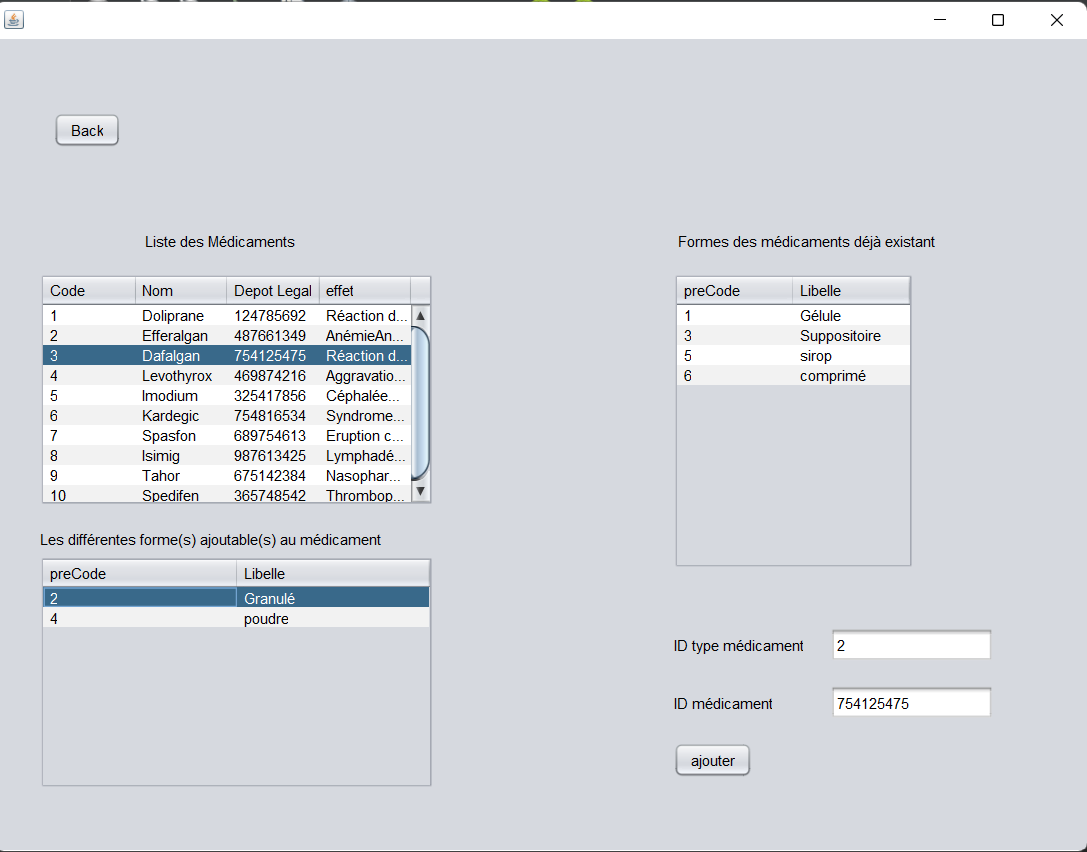 Back
Liste des Médicaments
Code Nom Depot Legal effet
1 Doliprane 124785692 Réaction d...
2 Efferalgan 487661349 AnémieAn...
3 Dafalgan 754125475 Réaction d...
4 Levothyrox 469874216 Aggravatio...
5 Imodium 325417856 Céphalée...
6 Kardegic 754816534 Syndrome...
7 Spasfon 689754613 Eruption c...
8 Isimig 987613425 Lymphadé...
9 Tahor 675142384 Nasophar...
10 Spedifen 365748542 Thrombop...
Les différentes forme(s) ajoutable(s) au médicament
preCode Libelle
2 Granulé
4 poudre
Formes des médicaments déjà existant
preCode Libelle
1 Gélule
3 Suppositoire
5 sirop
6 comprimé
ID type médicament 2
ID médicament 754125475
ajouter